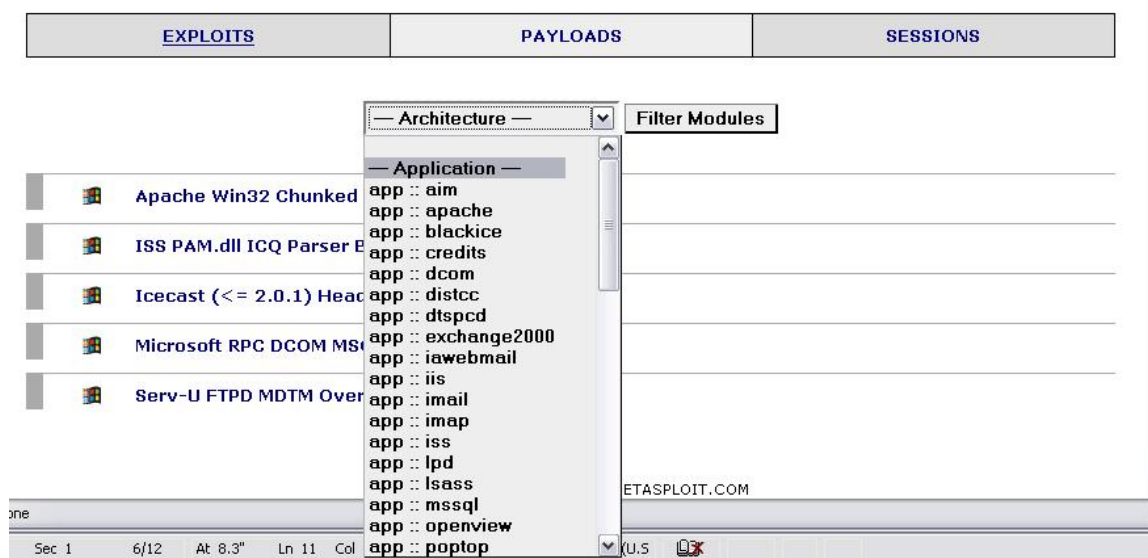 EXPLOITS
PAYLOADS
SESSIONS
— Architecture —
Filter Modules
— Application —
app :: aim
app :: apache
app :: blackice
app :: credits
app :: dcom
app :: distcc
app :: dtspcd
app :: exchange2000
app :: iawebmail
app :: iis
app :: imail
app :: imap
app :: iss
app :: lpd
app :: lsass
app :: mssql
app :: openview
app :: poptop
Apache Win32 Chunked
ISS PAM.dll ICQ Parser B
Icecast (<= 2.0.1) Head
Microsoft RPC DCOM MS
Serv-U FTPD MDTM Over
ETASPLOIT.COM
one
Sec 1 6/12 At 8.3" Ln 11 Col (U.S